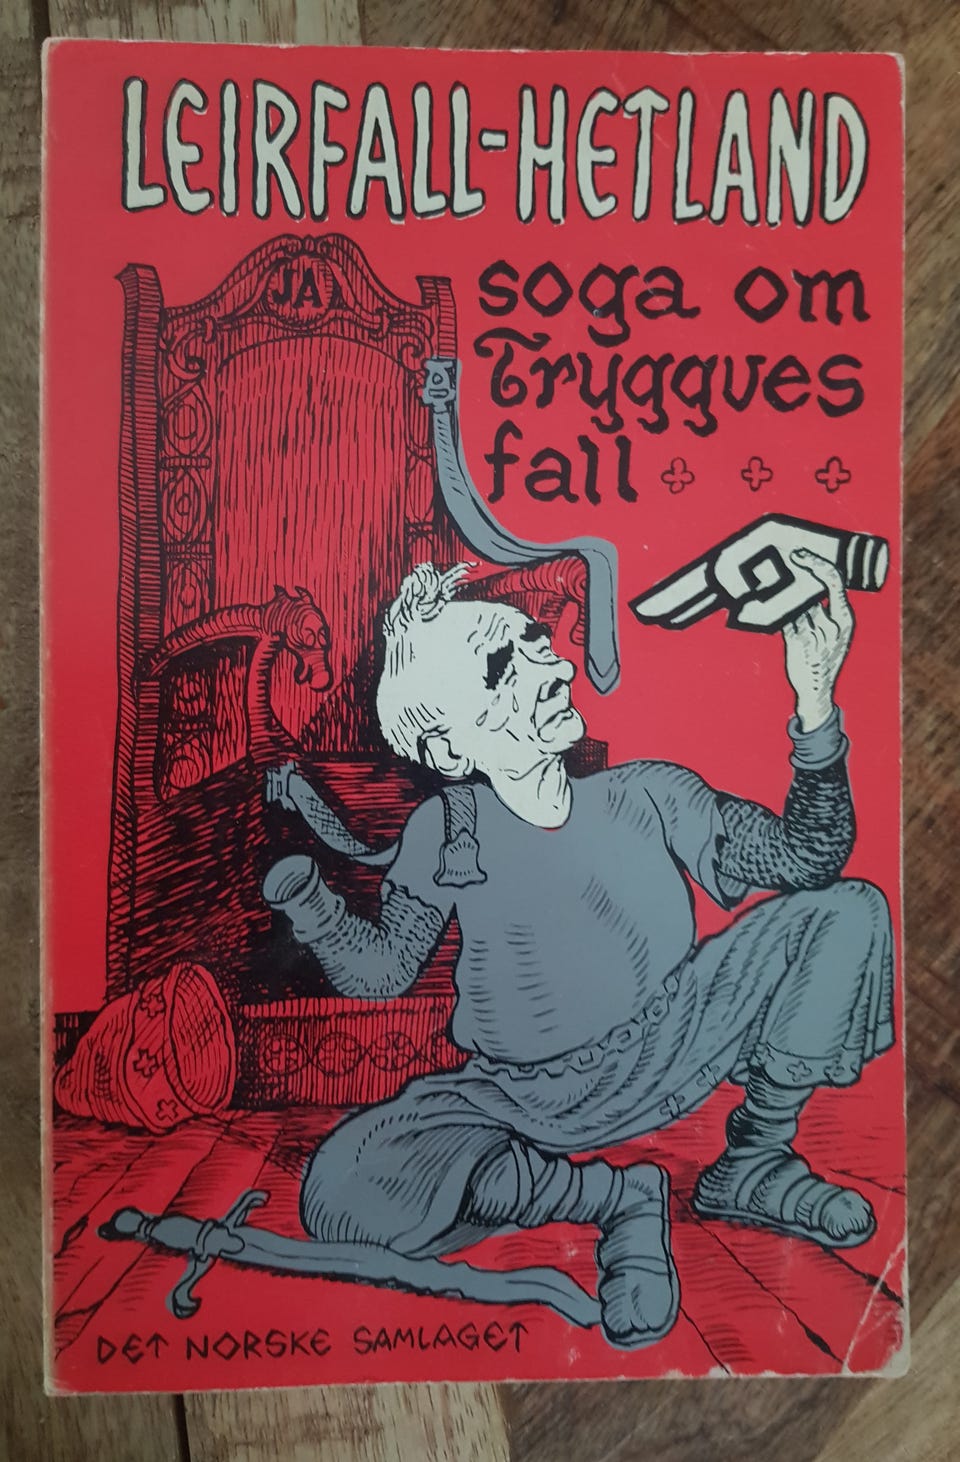 LEIRFALL-HETLAND
JA
soga om
Tryggves
fall
DET NORSKE SAMLAGET